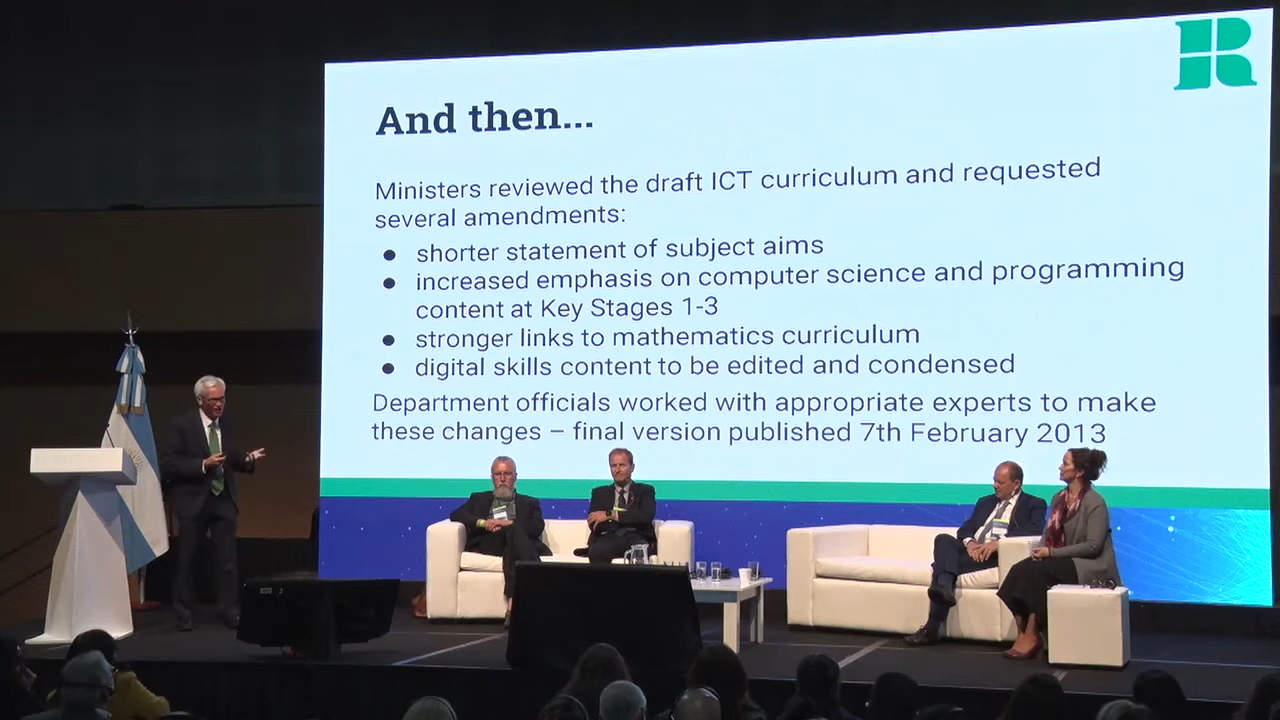 R
And then...
Ministers reviewed the draft ICT curriculum and requested
several amendments:
● shorter statement of subject aims
● increased emphasis on computer science and programming
content at Key Stages 1-3
● stronger links to mathematics curriculum
● digital skills content to be edited and condensed
Department officials worked with appropriate experts to make
these changes – final version published 7th February 2013